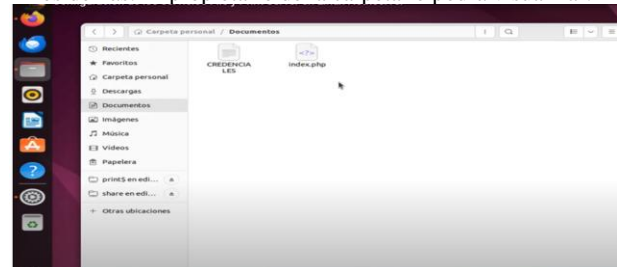 Carpeta personal / Documentos
Recientes
Favoritos
Carpeta personal
Descargas
Documentos
Imágenes
Música
Vídeos
Papelera
print$ en edi...
share en edi...
+ Otras ubicaciones
CREDENCIA
LES
index.php